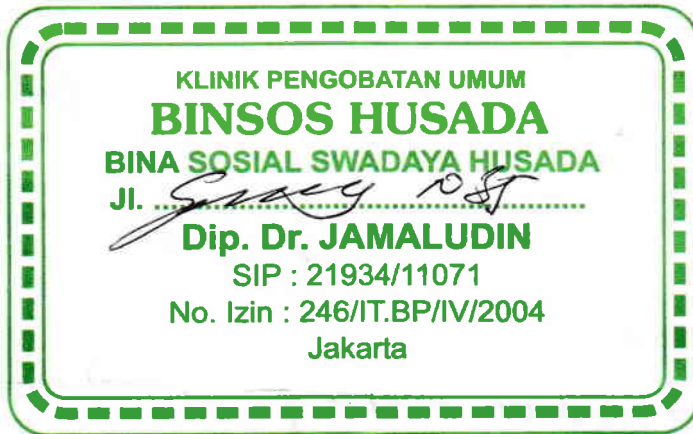 KLINIK PENGOBATAN UMUM
BINSOS HUSADA
BINA SOSIAL SWADAYA HUSADA
Jl. ..........................................
Dip. Dr. JAMALUDIN
SIP : 21934/11071
No. Izin : 246/IT.BP/IV/2004
Jakarta